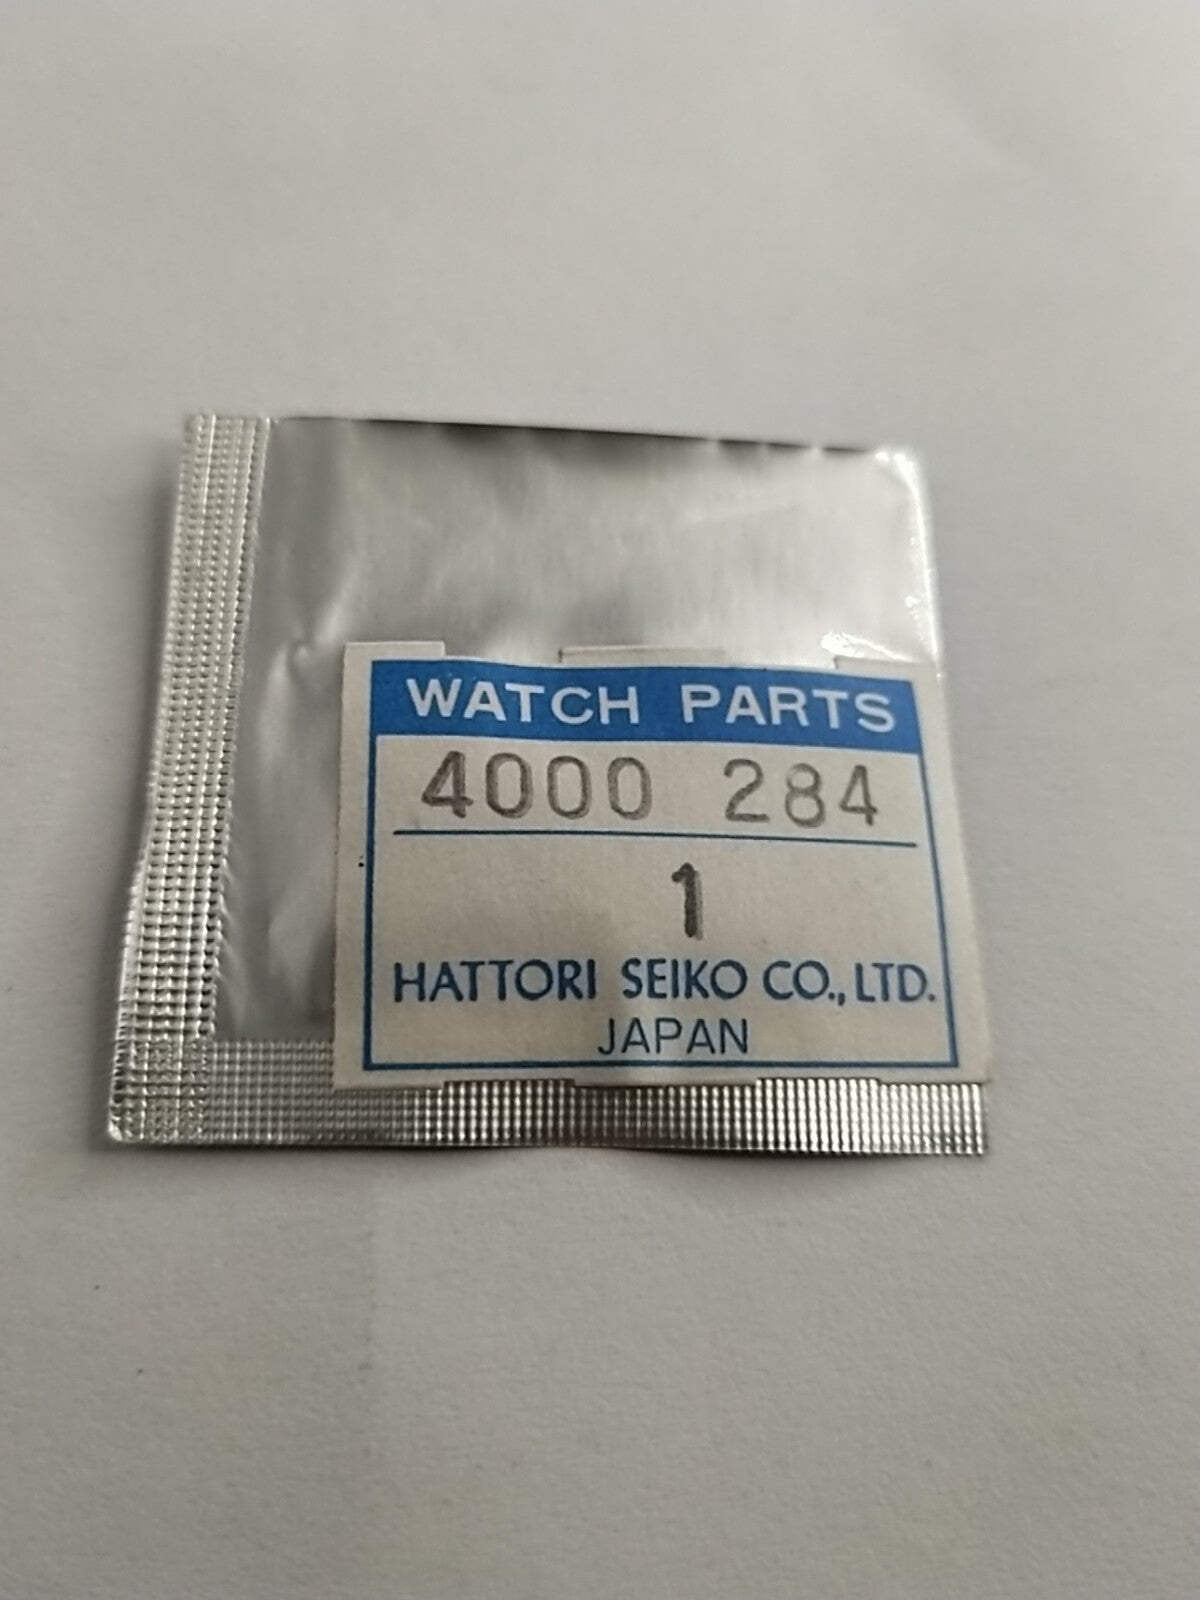 WATCH PARTS
4000 284
1
HATTORI SEIKO CO., LTD.
JAPAN